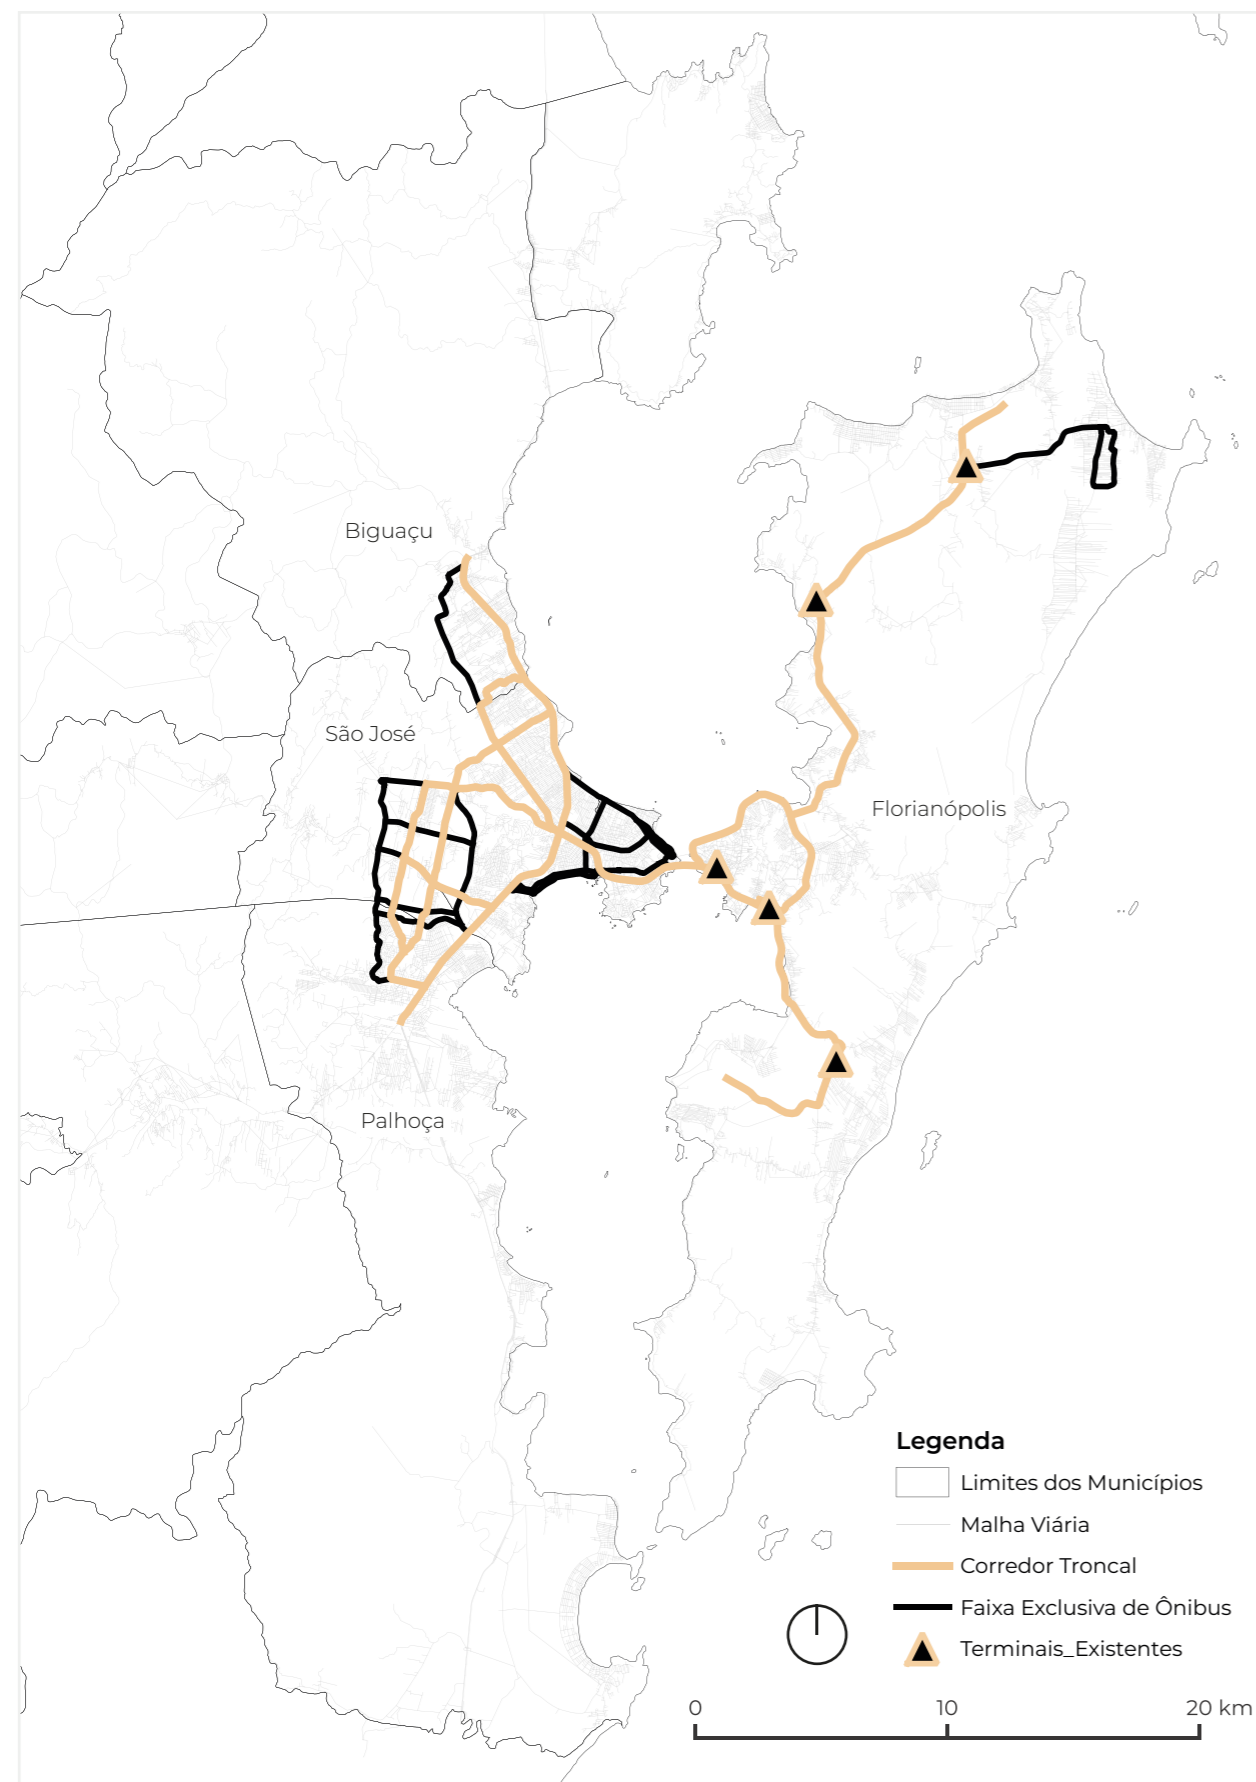 Biguaçu
São José
Florianópolis
Palhoça
Legenda
Limites dos Municípios
Malha Viária
Corredor Troncal
Faixa Exclusiva de Ônibus
Terminais_Existentes
0 10 20 km